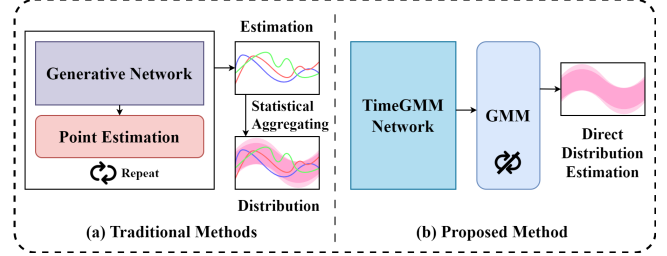 Generative Network
Point Estimation
Repeat
Estimation
Statistical
Aggregating
Distribution
(a) Traditional Methods
TimeGMM
Network
GMM
Direct
Distribution
Estimation
(b) Proposed Method